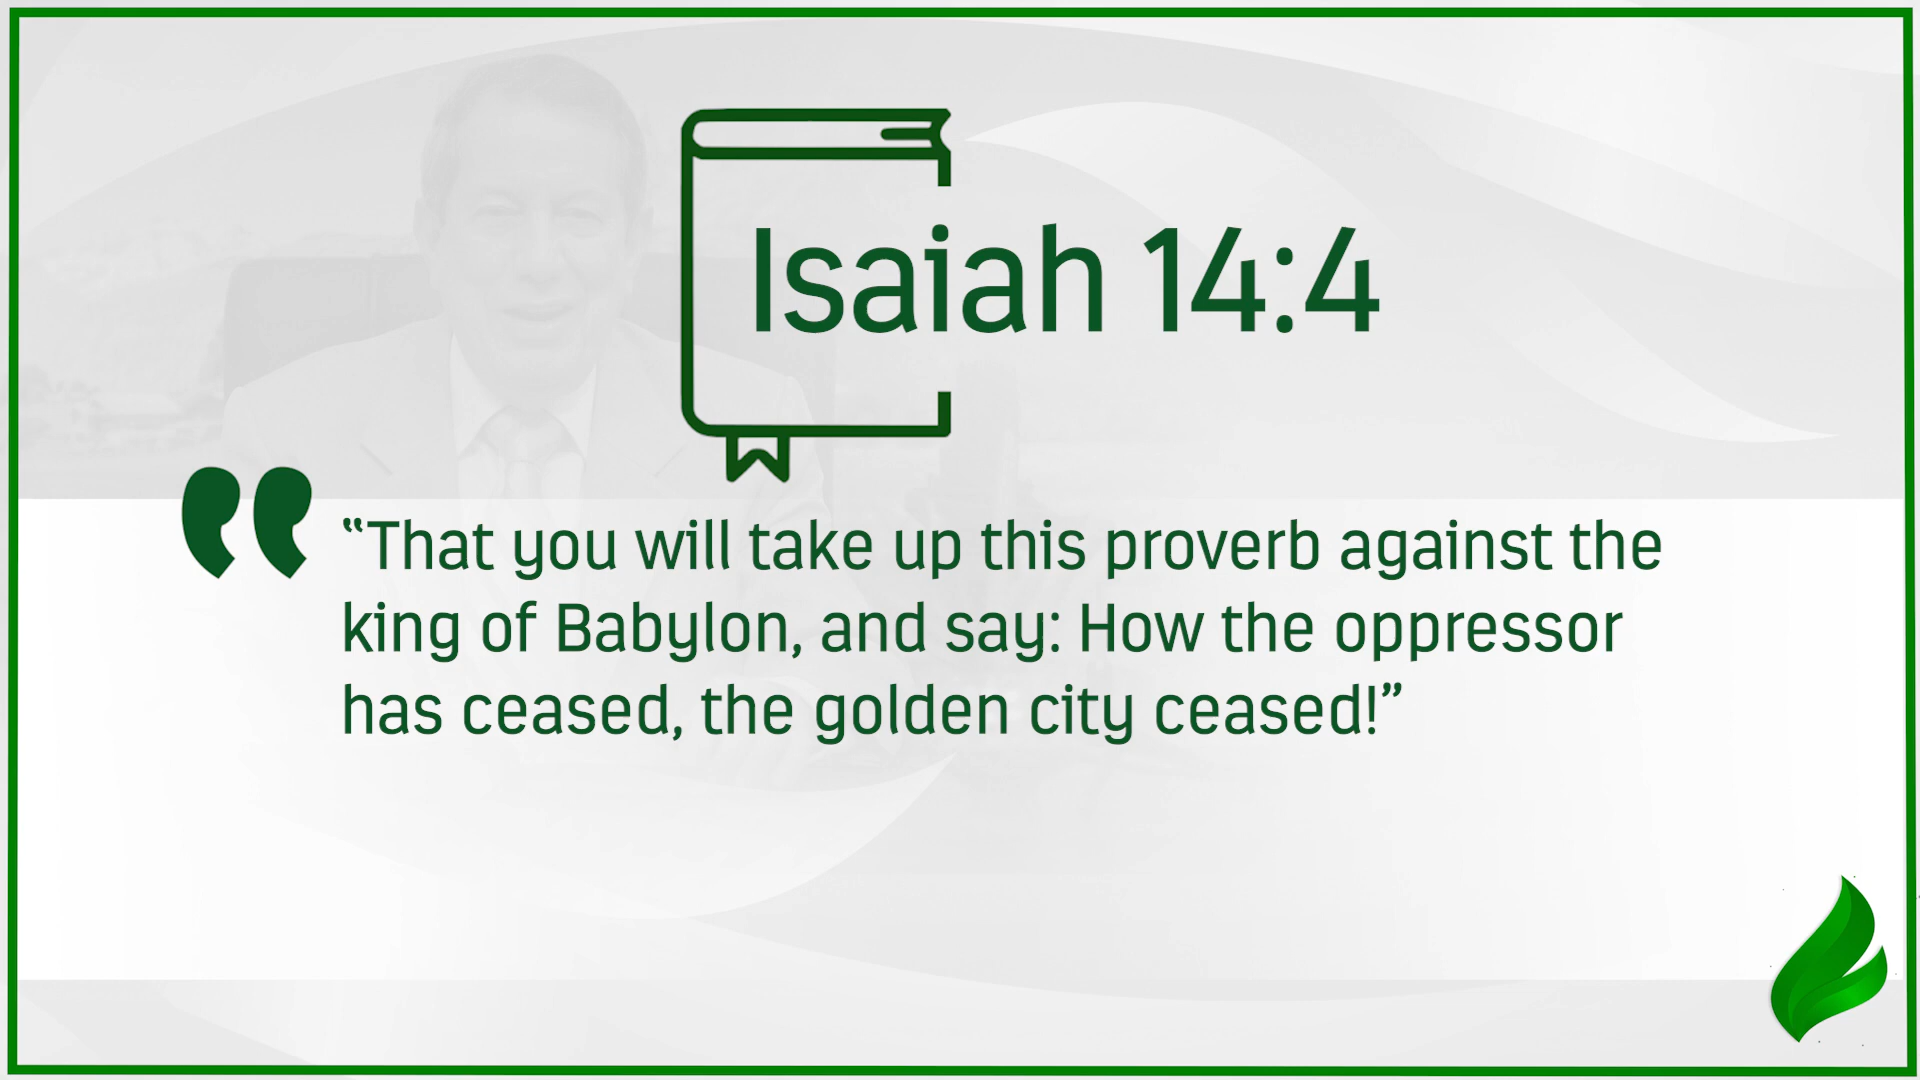 Isaiah 14:4
“That you will take up this proverb against the
king of Babylon, and say: How the oppressor
has ceased, the golden city ceased!”